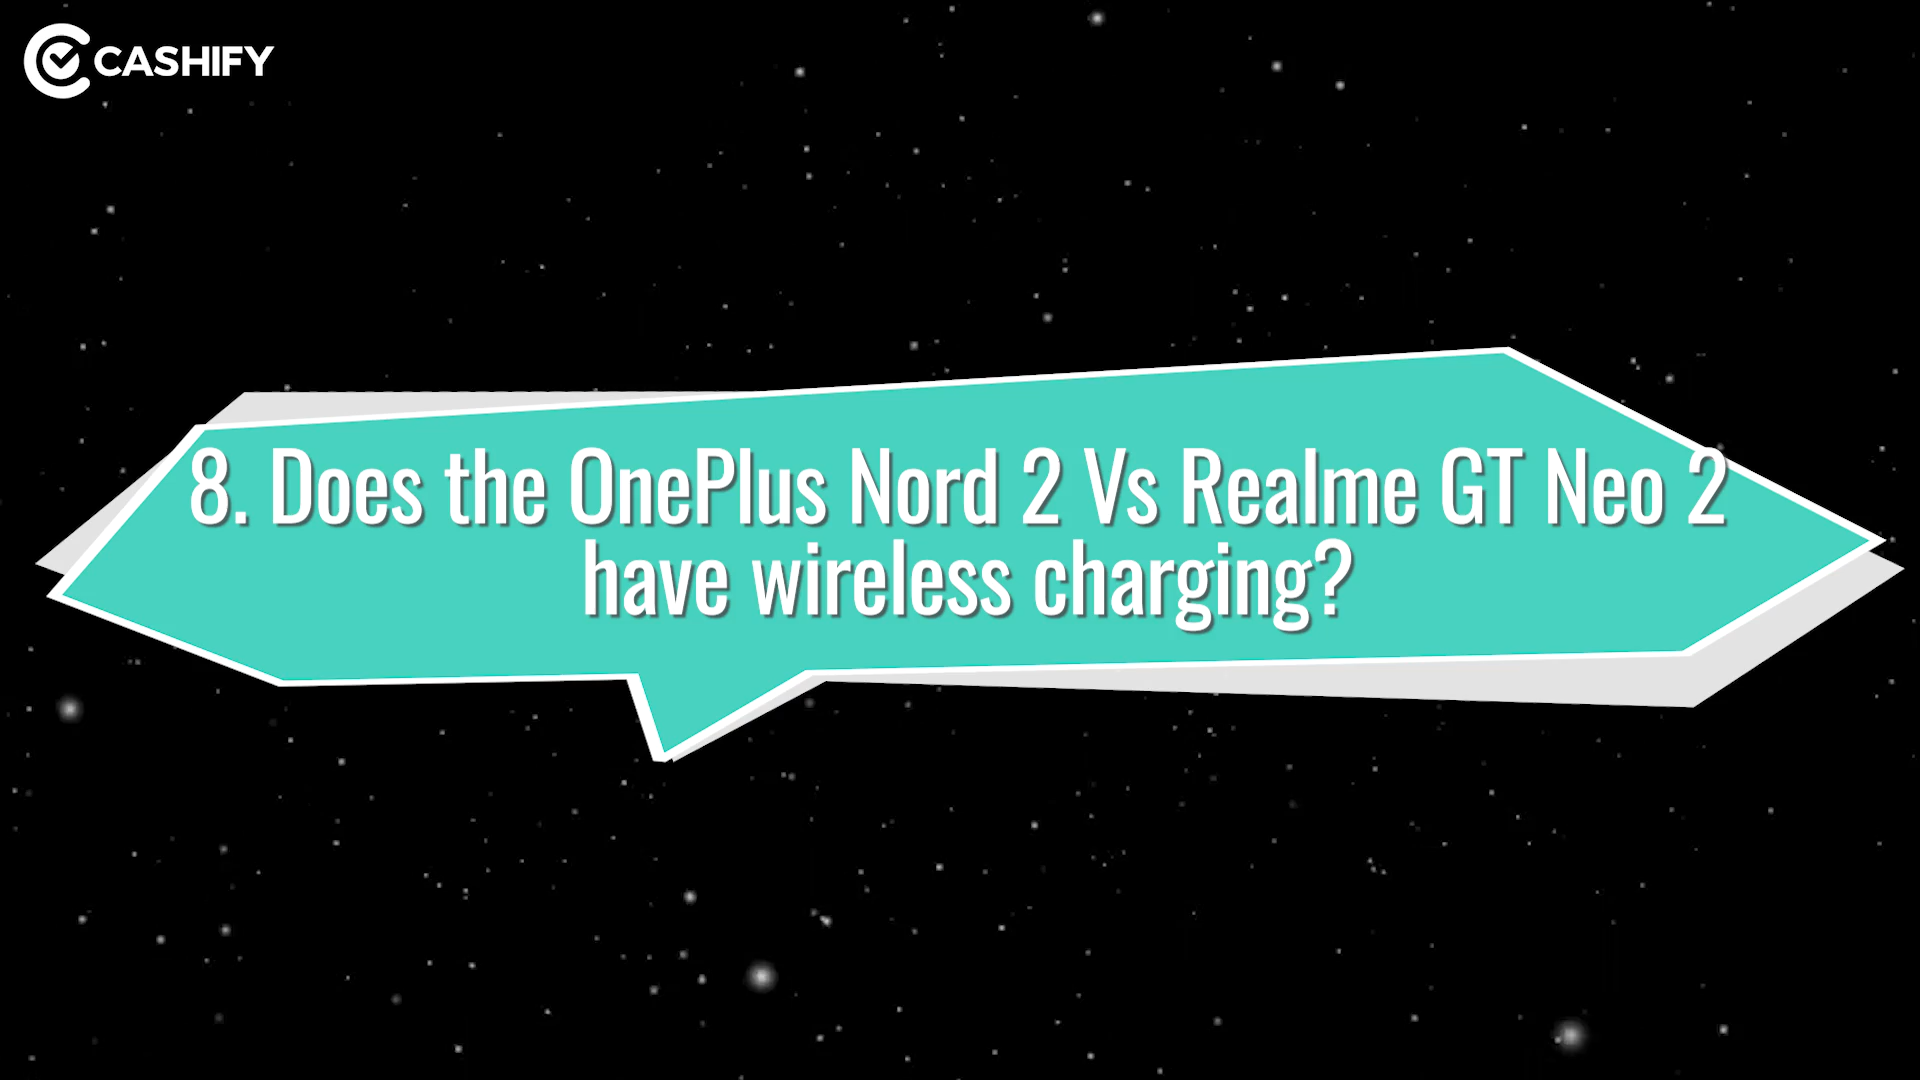 CASHIFY
8. Does the OnePlus Nord 2 Vs Realme GT Neo 2
have wireless charging?